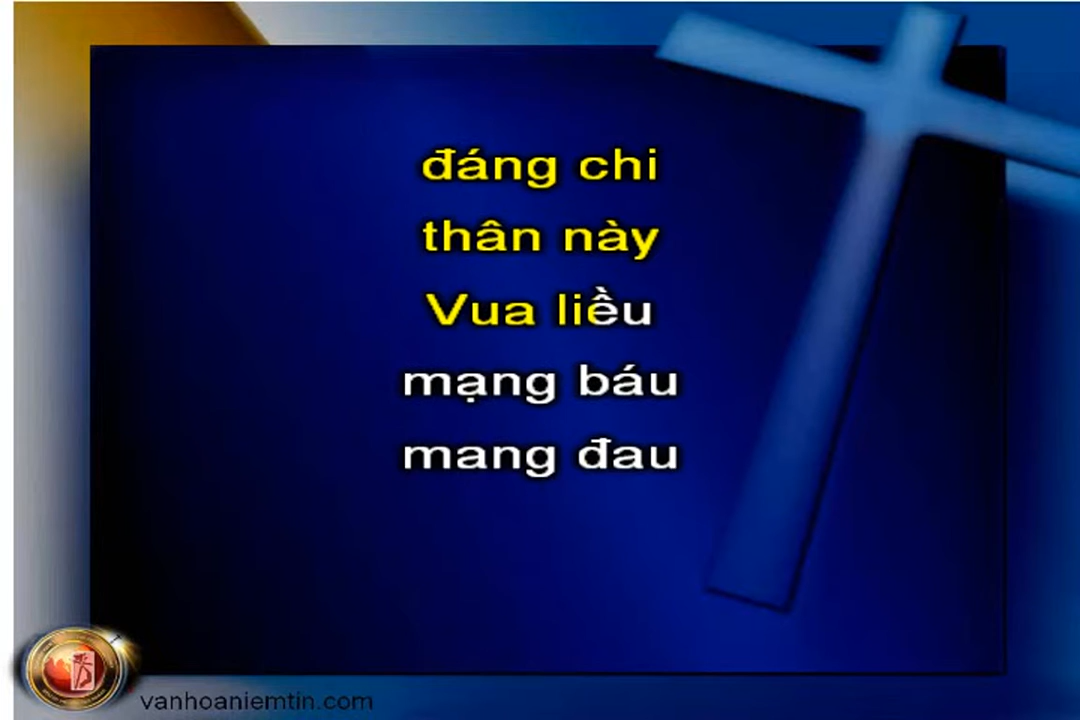 đáng chi
thân này
Vua liều
mạng báu
mang đau
vanhoaniemtin.com